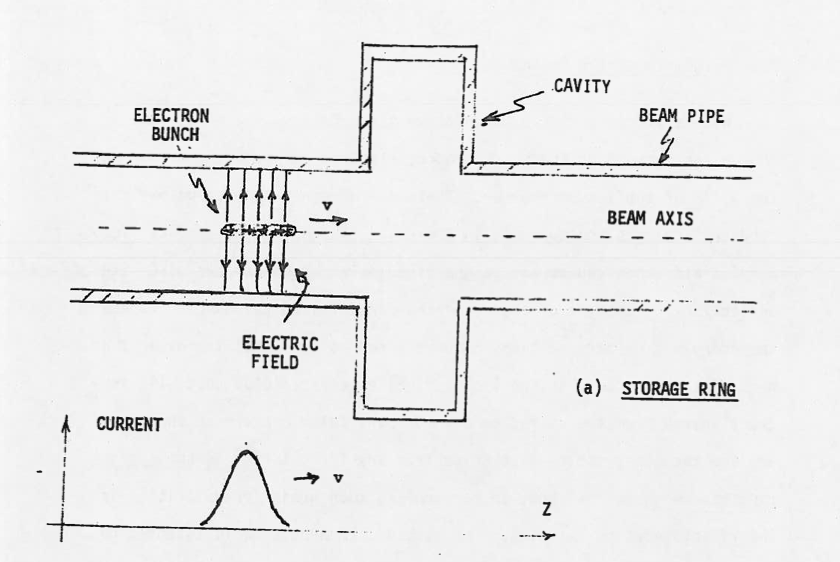 CAVITY
ELECTRON
BUNCH
BEAM PIPE
v
BEAM AXIS
ELECTRIC
FIELD
(a) STORAGE RING
CURRENT
v
Z